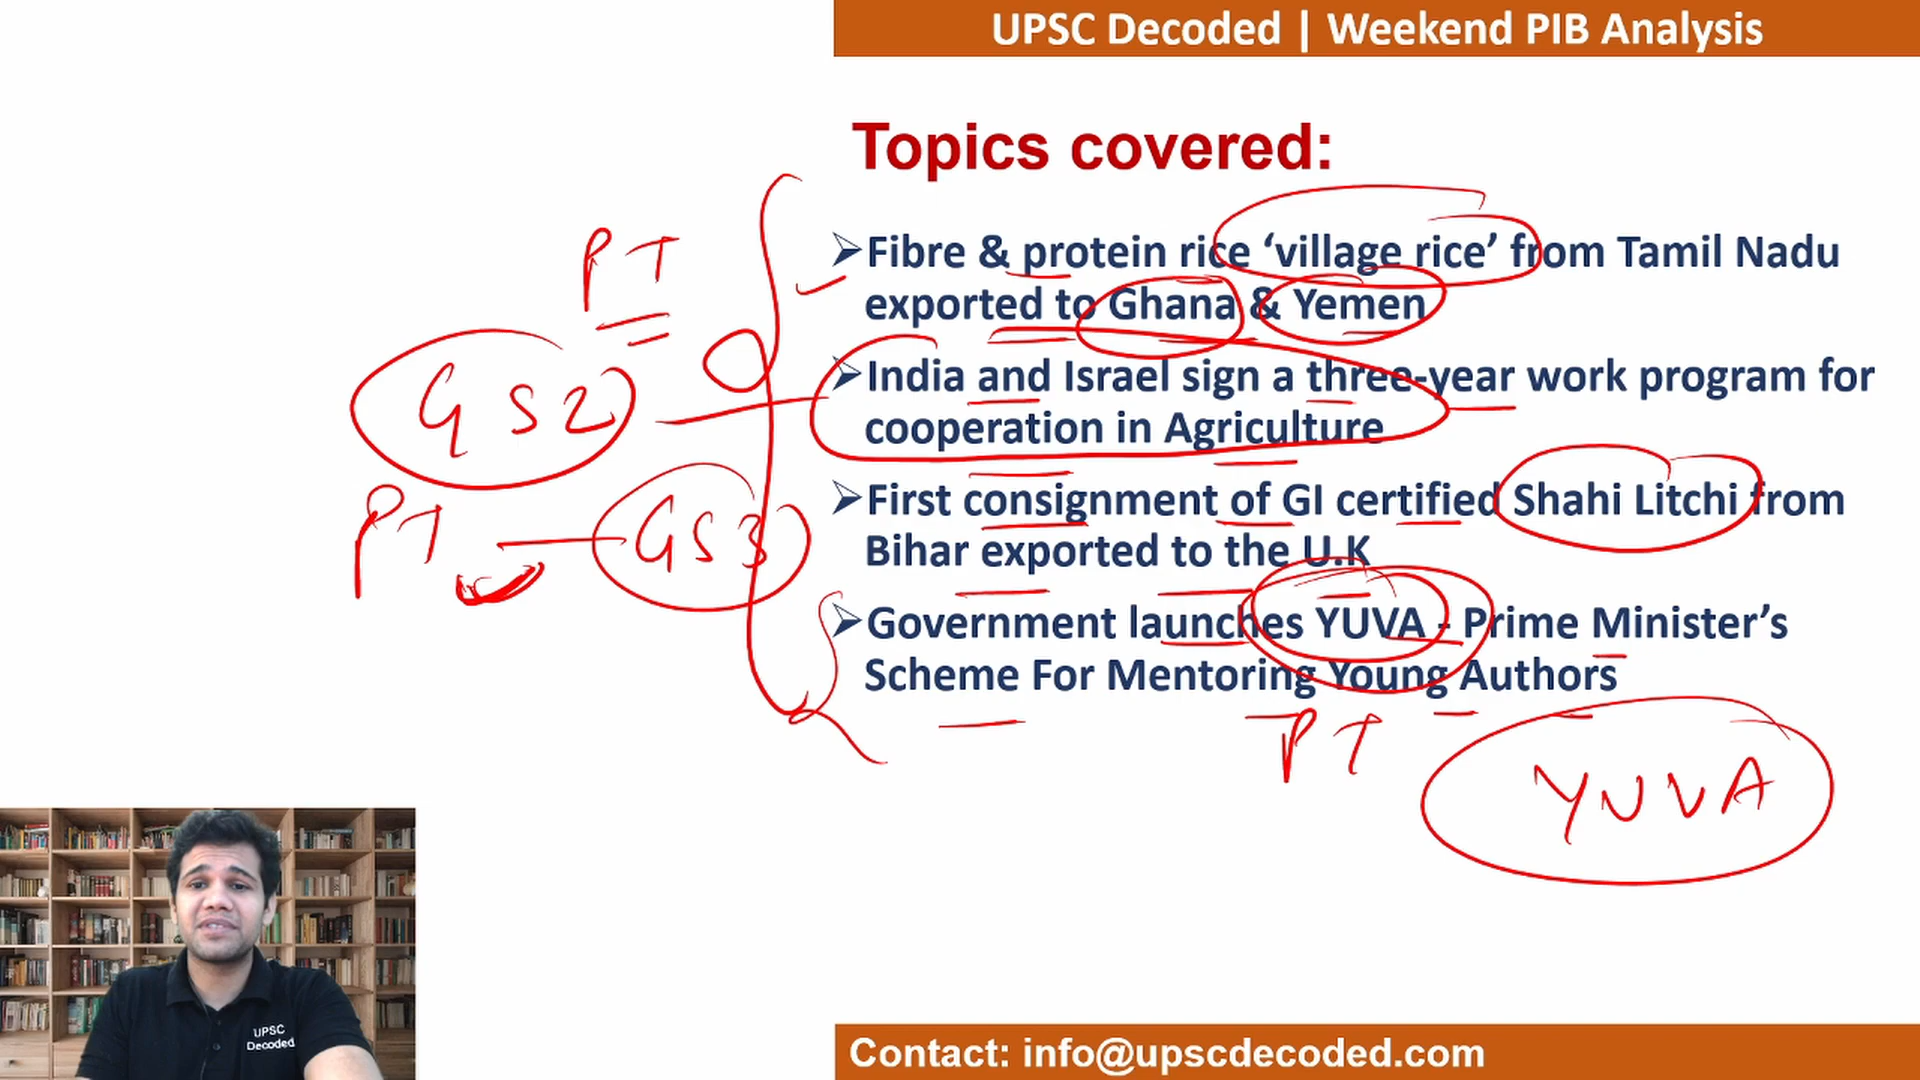 UPSC Decoded | Weekend PIB Analysis
Topics covered:
Fibre & protein rice ‘village rice’ from Tamil Nadu
exported to Ghana & Yemen
India and Israel sign a three-year work program for
cooperation in Agriculture
First consignment of GI certified Shahi Litchi from
Bihar exported to the U.K
Government launches YUVA - Prime Minister’s
Scheme For Mentoring Young Authors
PT
GS2
PT
GS3
PT
YUVA
UPSC
Decoded
Contact: info@upscdecoded.com